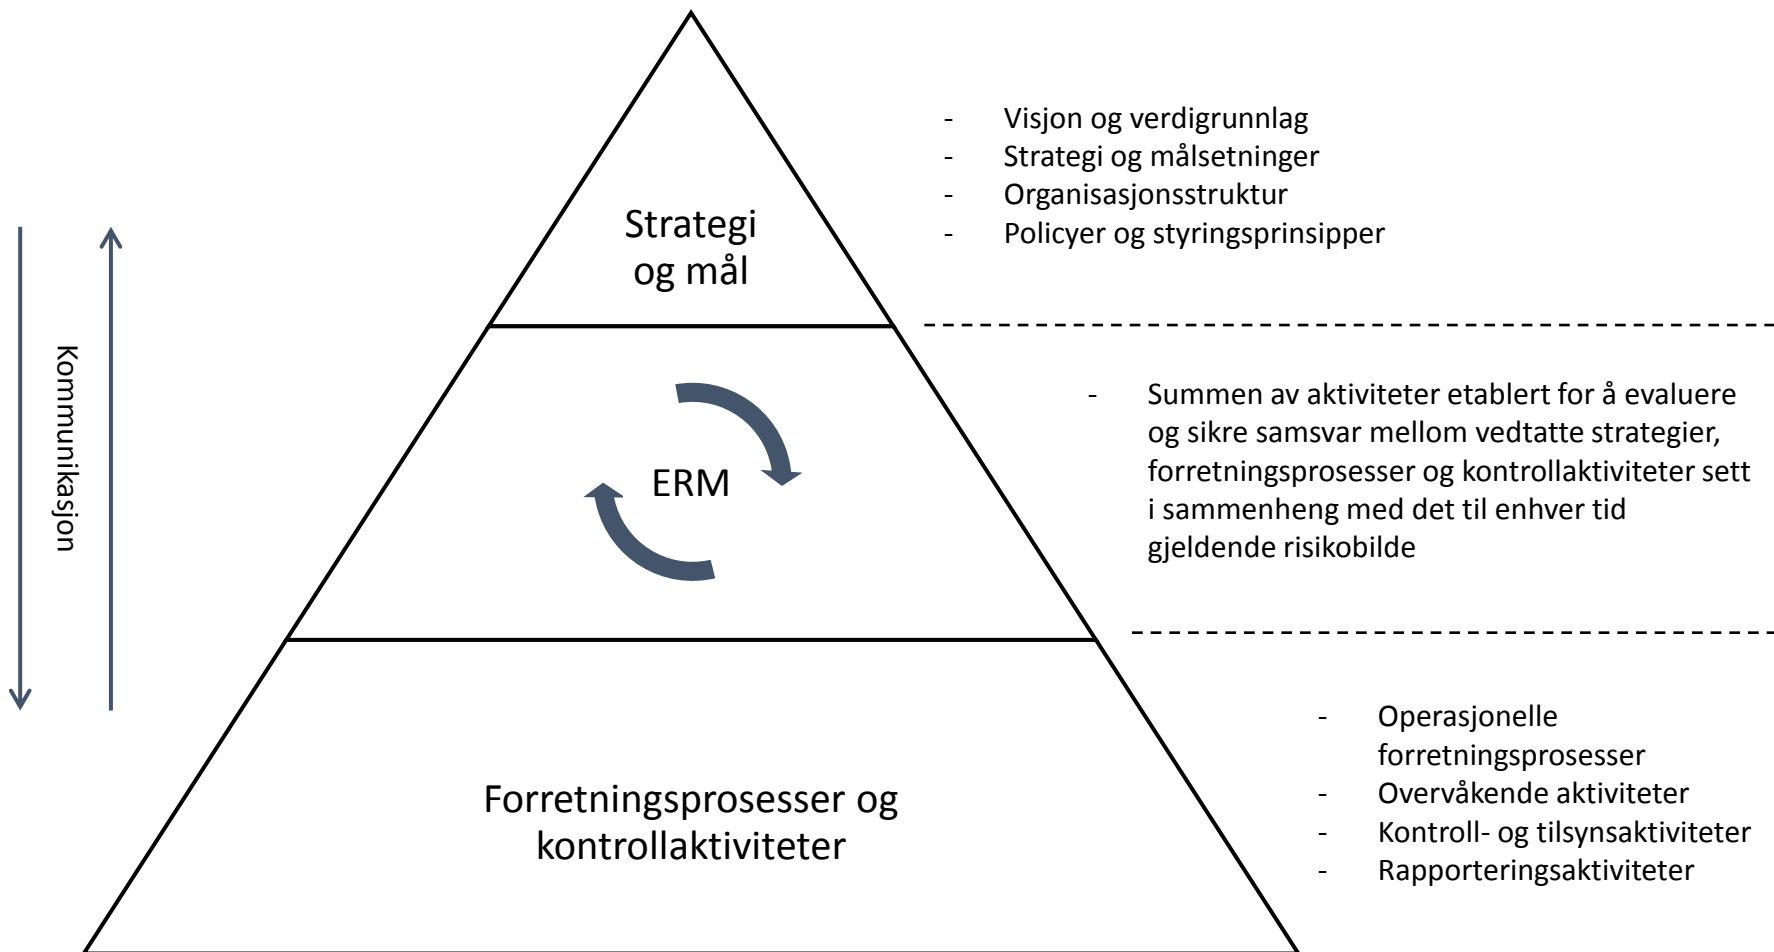 - Visjon og verdigrunnlag
- Strategi og målsetninger
- Organisasjonsstruktur
- Policyer og styringsprinsipper
Strategi
og mål
Kommunikasjon
- Summen av aktiviteter etablert for å evaluere
og sikre samsvar mellom vedtatte strategier,
forretningsprosesser og kontrollaktiviteter sett
i sammenheng med det til enhver tid
gjeldende risikobilde
ERM
- Operasjonelle
forretningsprosesser
- Overvåkende aktiviteter
- Kontroll- og tilsynsaktiviteter
- Rapporteringsaktiviteter
Forretningsprosesser og
kontrollaktiviteter